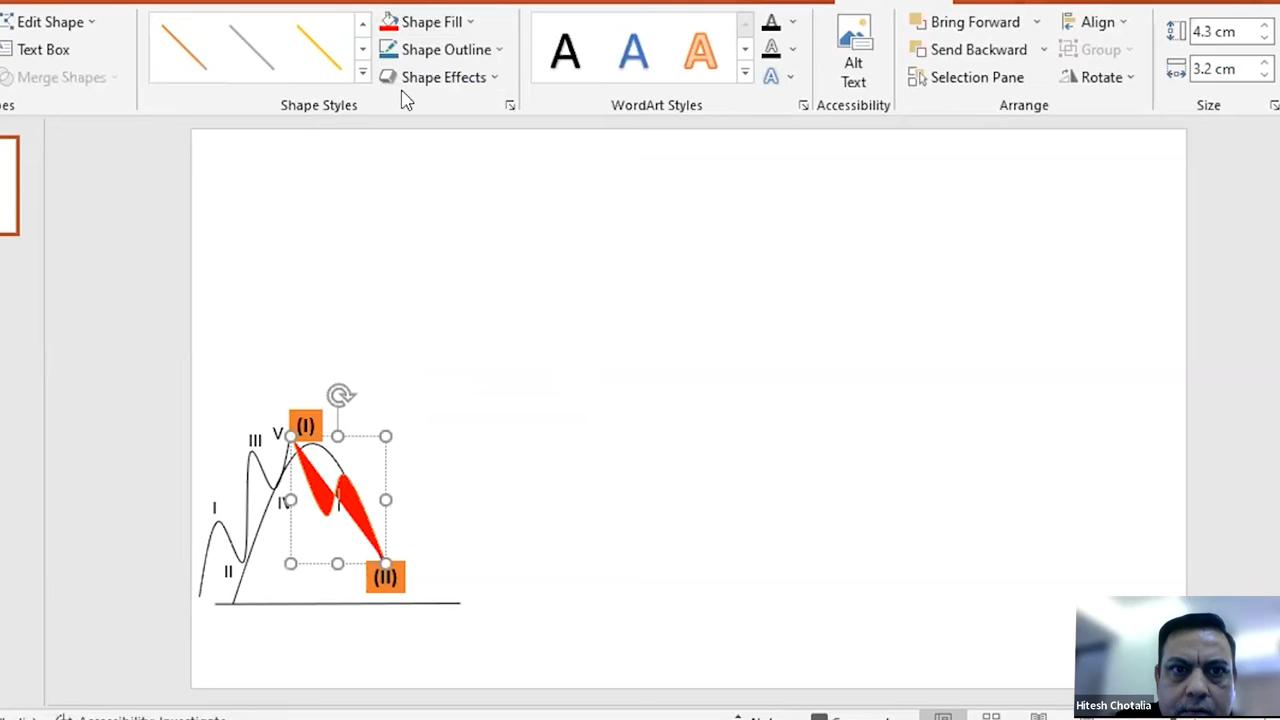 Edit Shape
Text Box
Merge Shapes
pes
Shape Fill
Shape Outline
Shape Effects
Shape Styles
A A A
WordArt Styles
A
A
A
Alt
Text
Accessibility
Bring Forward
Send Backward
Selection Pane
Align
Group
Rotate
Arrange
4.3 cm
3.2 cm
Size
(I)
V
III
IV
I
II
(II)
Hitesh Chotalia